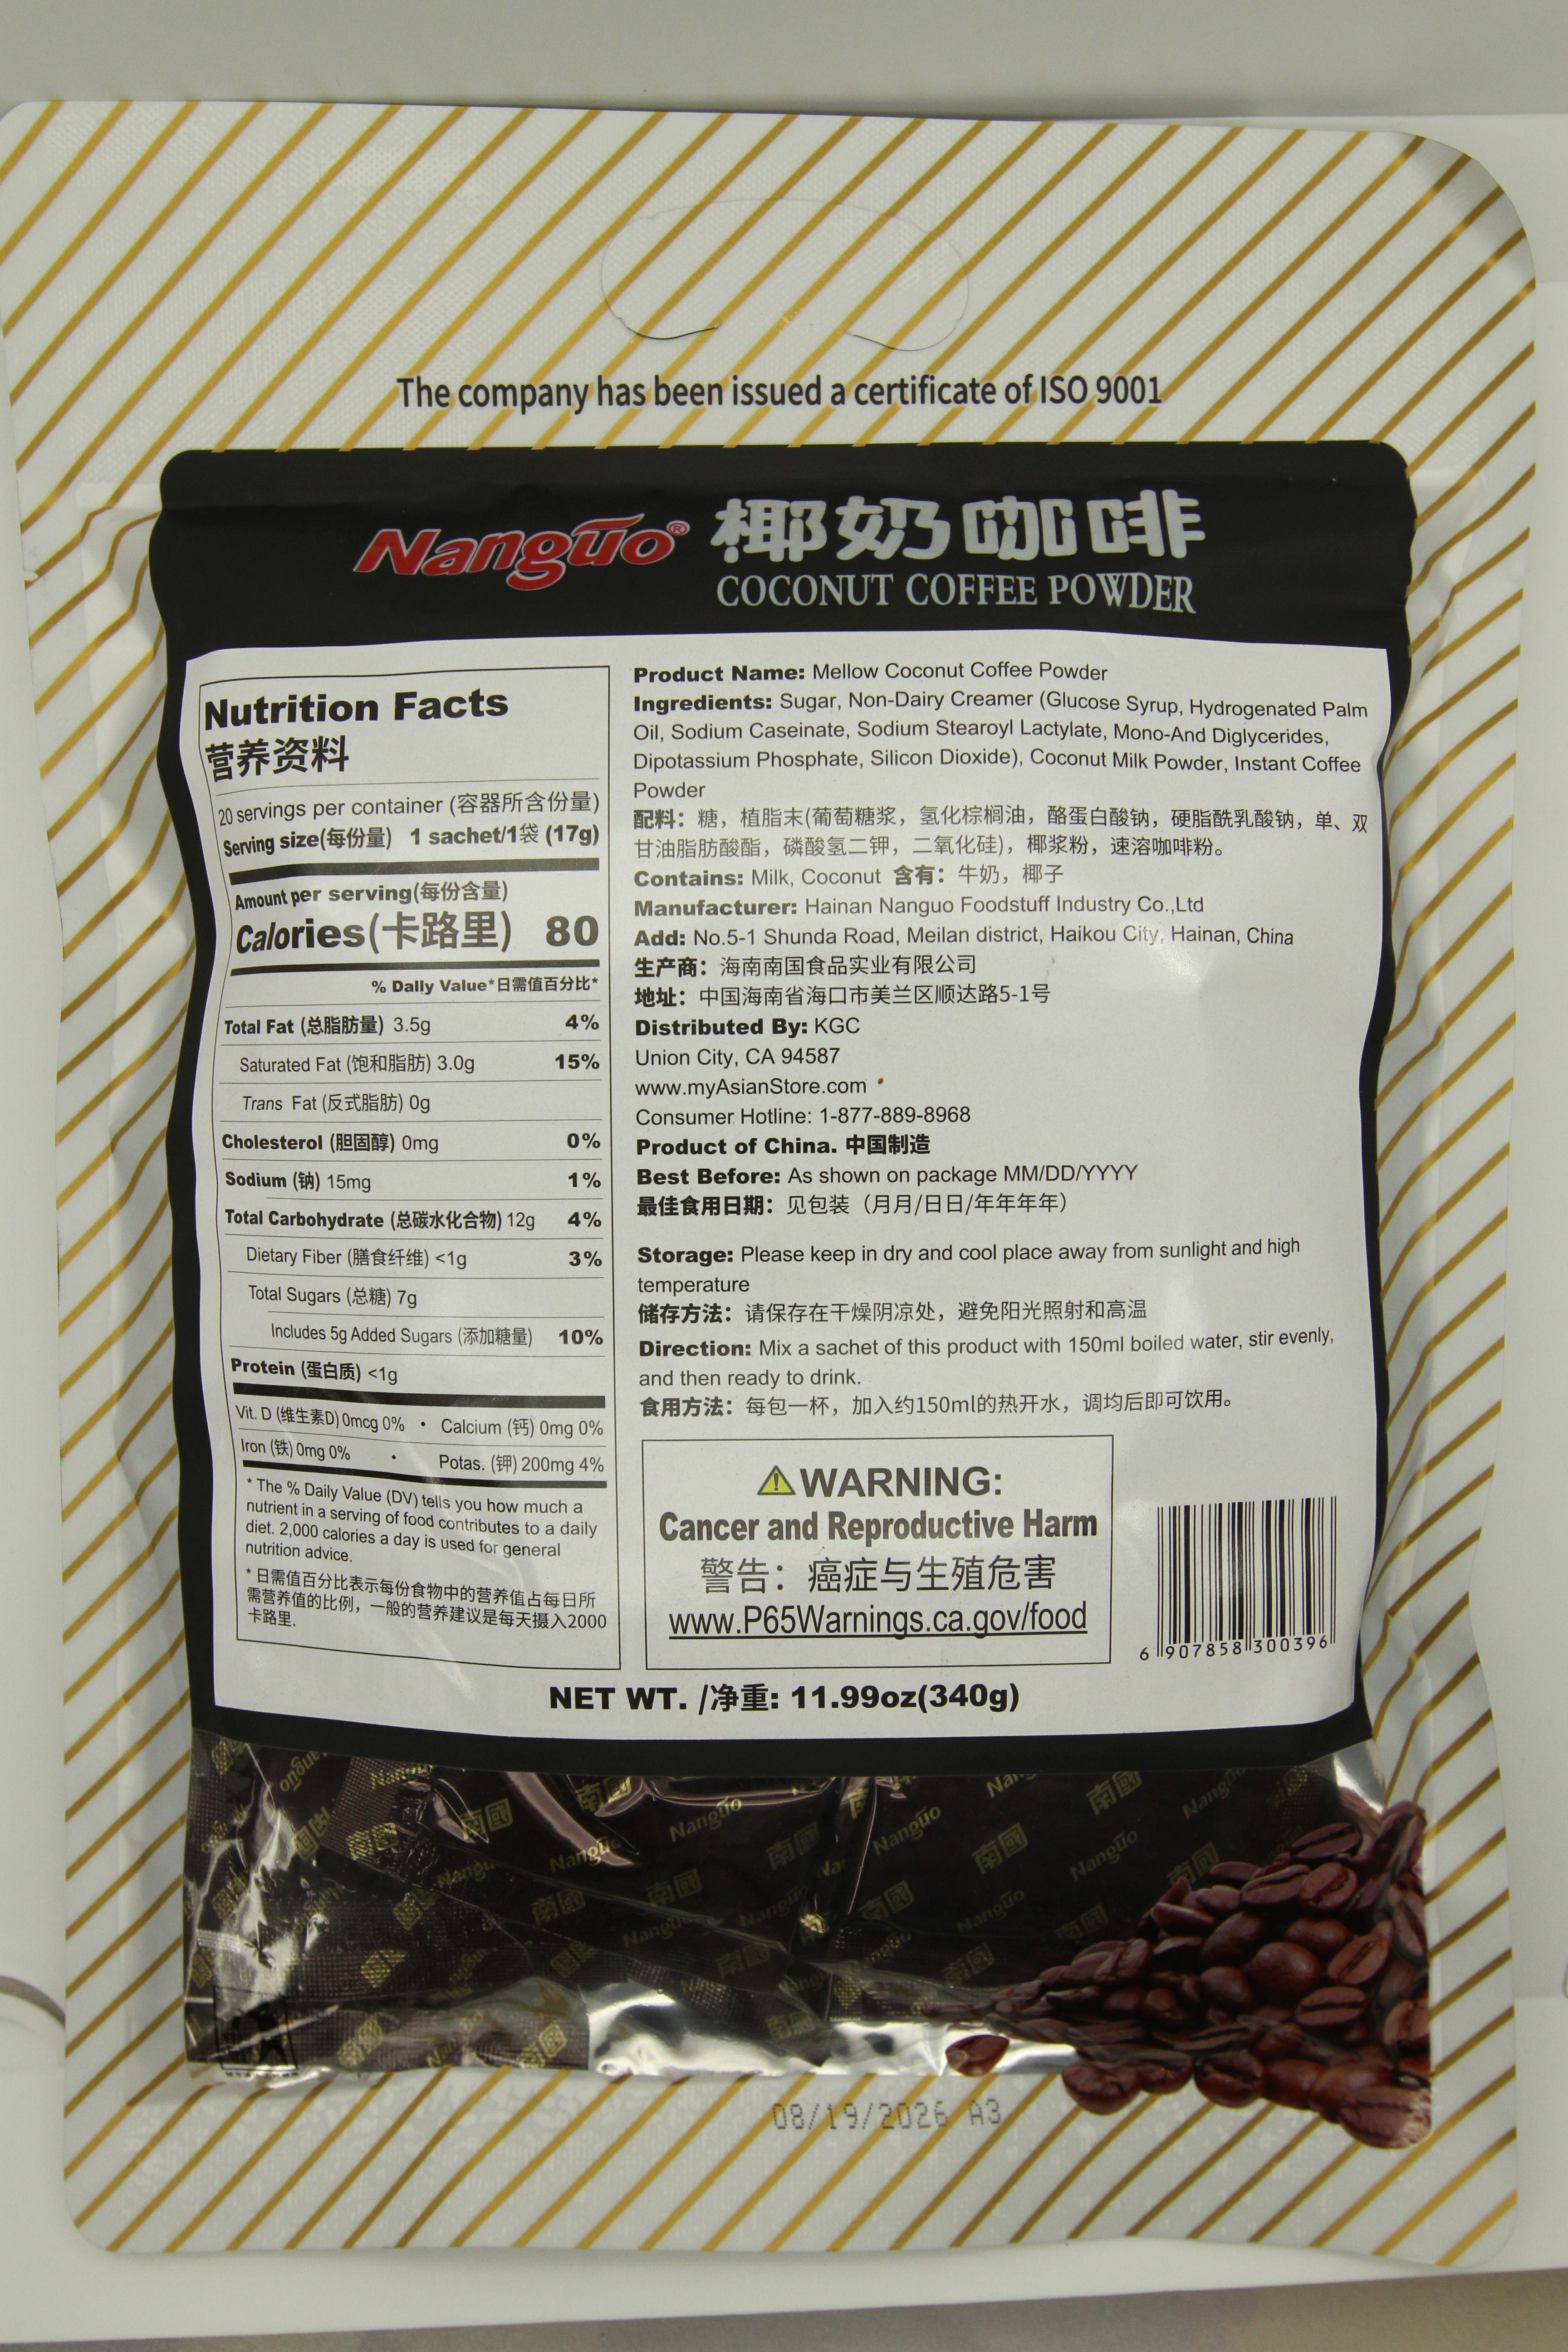 The company has been issued a certificate of ISO 9001
Nanguo® 椰奶咖啡
COCONUT COFFEE POWDER
Nutrition Facts
营养资料
20 servings per container (容器所含份量)
Serving size(每份量) 1 sachet/1袋 (17g)
Amount per serving(每份含量)
Calories(卡路里) 80
% Daily Value*日需值百分比*
Total Fat (总脂肪量) 3.5g 4%
Saturated Fat (饱和脂肪) 3.0g 15%
Trans Fat (反式脂肪) 0g
Cholesterol (胆固醇) 0mg 0%
Sodium (钠) 15mg 1%
Total Carbohydrate (总碳水化合物) 12g 4%
Dietary Fiber (膳食纤维) <1g 3%
Total Sugars (总糖) 7g
Includes 5g Added Sugars (添加糖量) 10%
Protein (蛋白质) <1g
Vit. D (维生素D) 0mcg 0% • Calcium (钙) 0mg 0%
Iron (铁) 0mg 0% • Potas. (钾) 200mg 4%
* The % Daily Value (DV) tells you how much a
nutrient in a serving of food contributes to a daily
diet. 2,000 calories a day is used for general
nutrition advice.
* 日需值百分比表示每份食物中的营养值占每日所
需营养值的比例，一般的营养建议是每天摄入2000
卡路里.
Product Name: Mellow Coconut Coffee Powder
Ingredients: Sugar, Non-Dairy Creamer (Glucose Syrup, Hydrogenated Palm
Oil, Sodium Caseinate, Sodium Stearoyl Lactylate, Mono-And Diglycerides,
Dipotassium Phosphate, Silicon Dioxide), Coconut Milk Powder, Instant Coffee
Powder
配料：糖，植脂末(葡萄糖浆，氢化棕榈油，酪蛋白酸钠，硬脂酰乳酸钠，单、双
甘油脂肪酸酯，磷酸氢二钾，二氧化硅)，椰浆粉，速溶咖啡粉。
Contains: Milk, Coconut 含有：牛奶，椰子
Manufacturer: Hainan Nanguo Foodstuff Industry Co.,Ltd
Add: No.5-1 Shunda Road, Meilan district, Haikou City, Hainan, China
生产商：海南南国食品实业有限公司
地址：中国海南省海口市美兰区顺达路5-1号
Distributed By: KGC
Union City, CA 94587
www.myAsianStore.com
Consumer Hotline: 1-877-889-8968
Product of China. 中国制造
Best Before: As shown on package MM/DD/YYYY
最佳食用日期：见包装（月月/日日/年年年年）
Storage: Please keep in dry and cool place away from sunlight and high
temperature
储存方法：请保存在干燥阴凉处，避免阳光照射和高温
Direction: Mix a sachet of this product with 150ml boiled water, stir evenly,
and then ready to drink.
食用方法：每包一杯，加入约150ml的热开水，调均后即可饮用。
WARNING:
Cancer and Reproductive Harm
警告：癌症与生殖危害
www.P65Warnings.ca.gov/food
6 907858 300396
NET WT. /净重: 11.99oz(340g)
南國 Nanguo
08/19/2026 A3